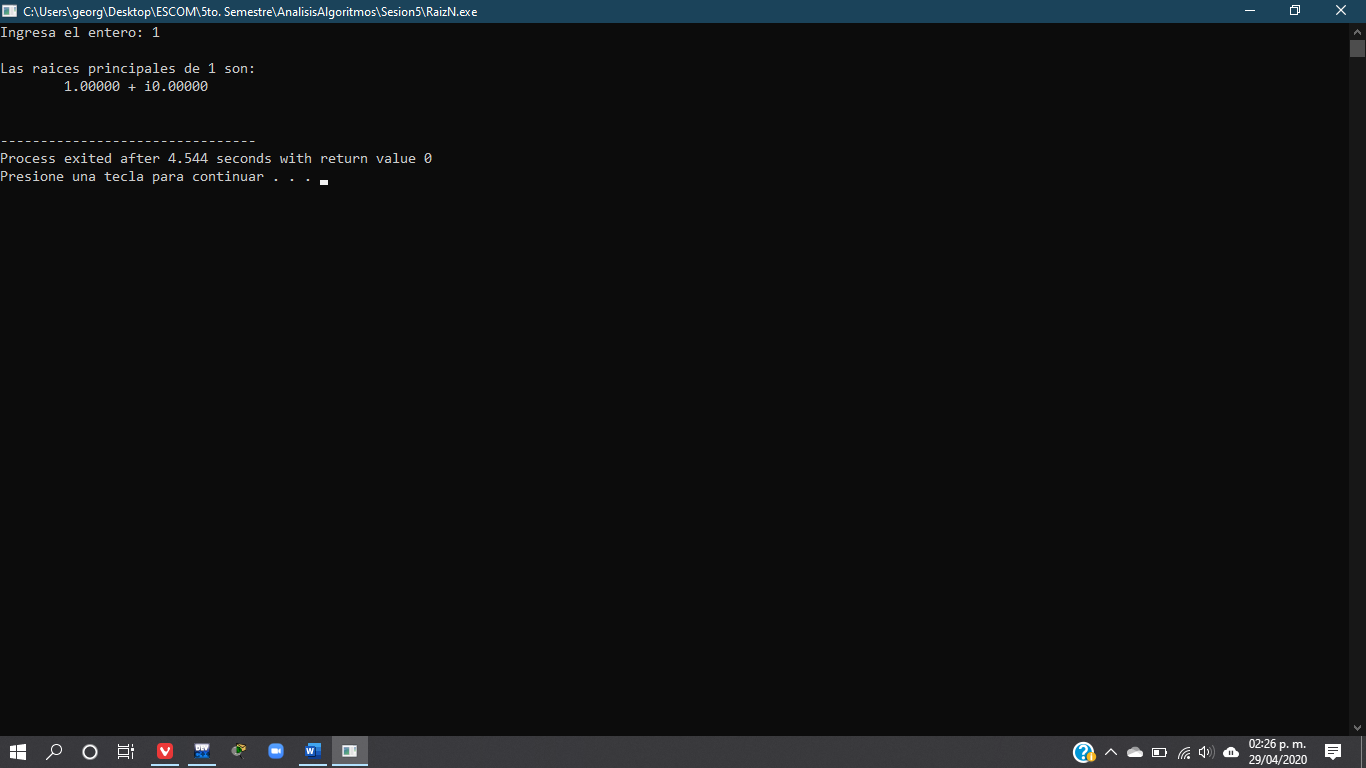 C:\Users\georg\Desktop\ESCOM\5to. Semestre\AnalisisAlgoritmos\Sesion5\RaizN.exe
Ingresa el entero: 1
Las raices principales de 1 son:
1.00000 + i0.00000
--------------------------------
Process exited after 4.544 seconds with return value 0
Presione una tecla para continuar . . .
DEV
W
02:26 p. m.
29/04/2020